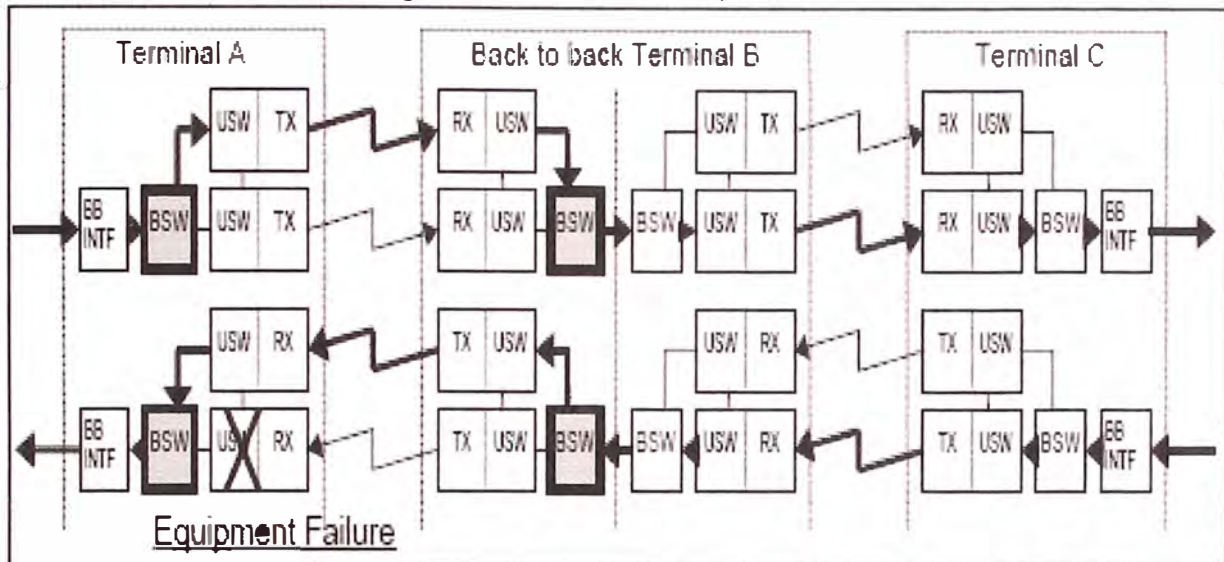 Terminal A Back to back Terminal B Terminal C
USW TX RX USW USW TX RX USW
BB INTF BSW USW TX RX USW BSW BSW USW TX RX USW BSW BB INTF
USW RX TX USW USW RX TX USW
BB INTF BSW US RX TX USW BSW BSW USW RX TX USW BSW BB INTF
Equipment Failure